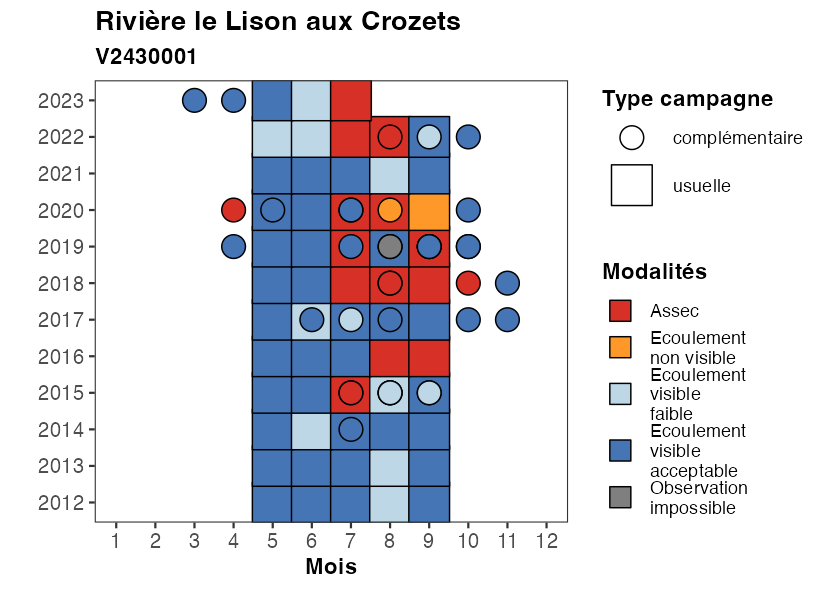 Rivière le Lison aux Crozets
V2430001
2023
2022
2021
2020
2019
2018
2017
2016
2015
2014
2013
2012
1 2 3 4 5 6 7 8 9 10 11 12
Mois
Type campagne
complémentaire
usuelle
Modalités
Assec
Ecoulement
non visible
Ecoulement
visible
faible
Ecoulement
visible
acceptable
Observation
impossible